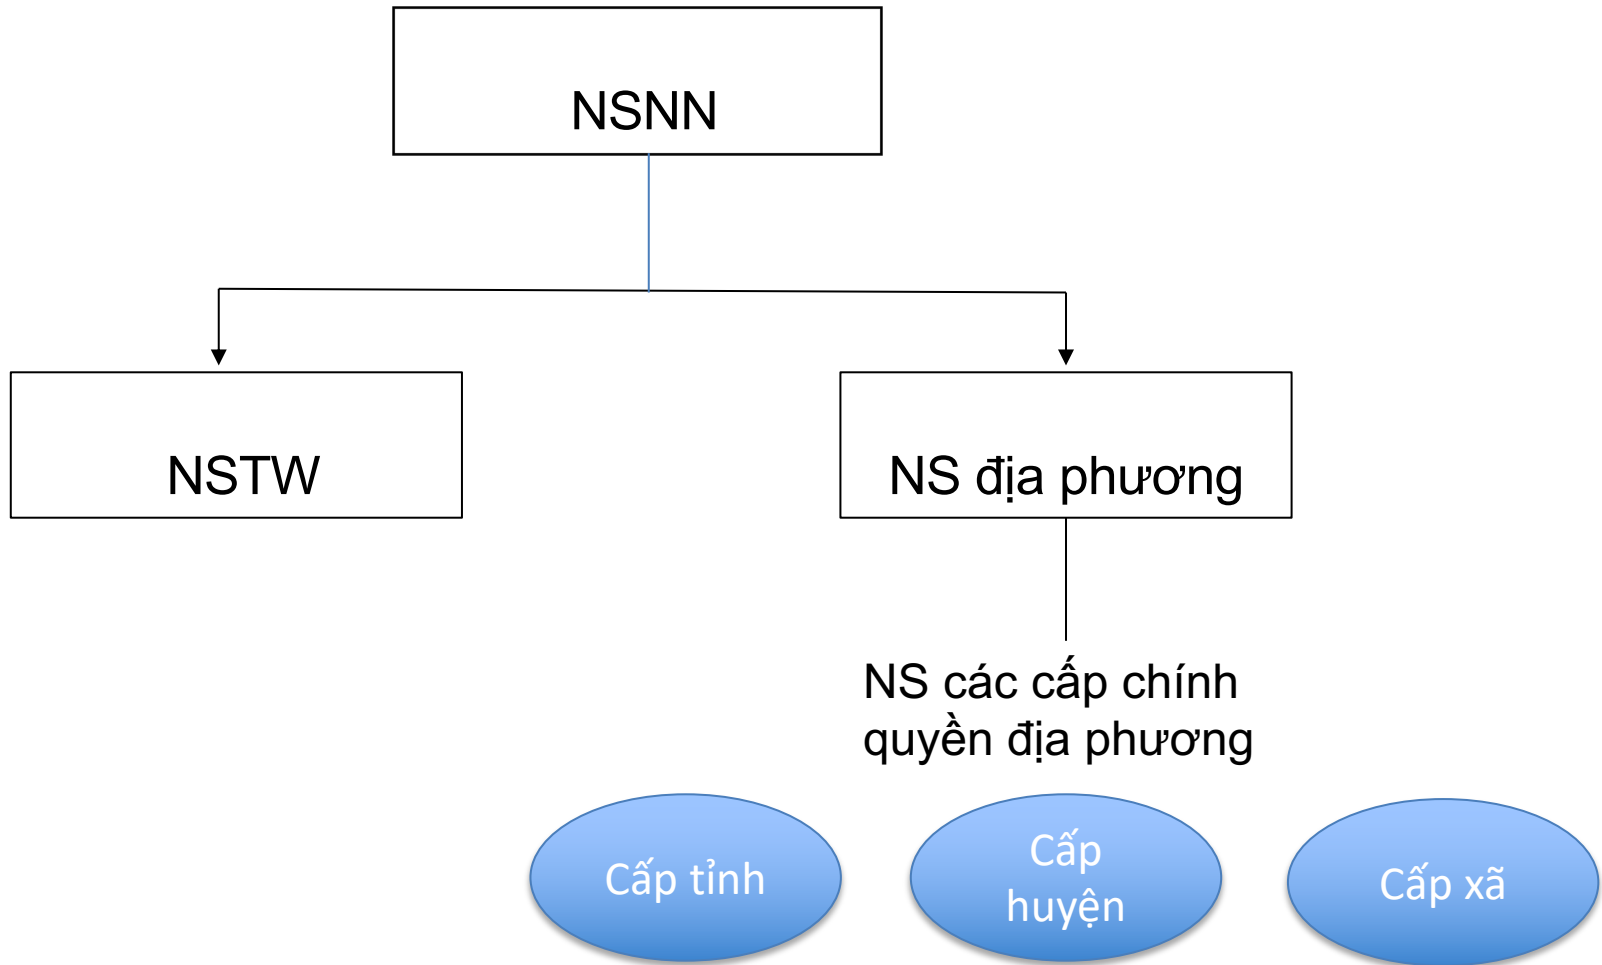 NSNN
NSTW
NS địa phương
NS các cấp chính
quyền địa phương
Cấp tỉnh
Cấp
huyện
Cấp xã